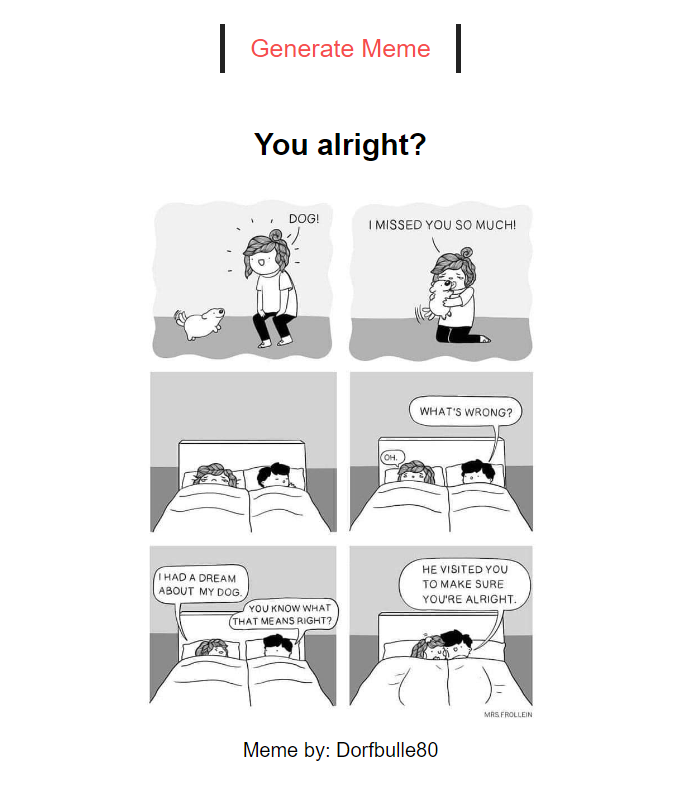 Generate Meme
You alright?
DOG!
I MISSED YOU SO MUCH!
OH.
WHAT'S WRONG?
I HAD A DREAM
ABOUT MY DOG.
YOU KNOW WHAT
THAT MEANS RIGHT?
HE VISITED YOU
TO MAKE SURE
YOU'RE ALRIGHT.
MRS.FROLLEIN
Meme by: Dorfbulle80